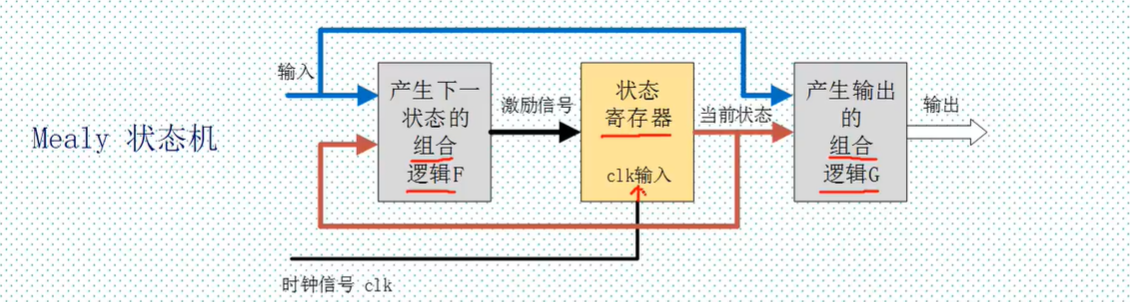 Mealy 状态机
输入
产生下一
状态的
组合
逻辑F
激励信号
状态
寄存器
clk输入
当前状态
产生输出
的
组合
逻辑G
输出
时钟信号 clk